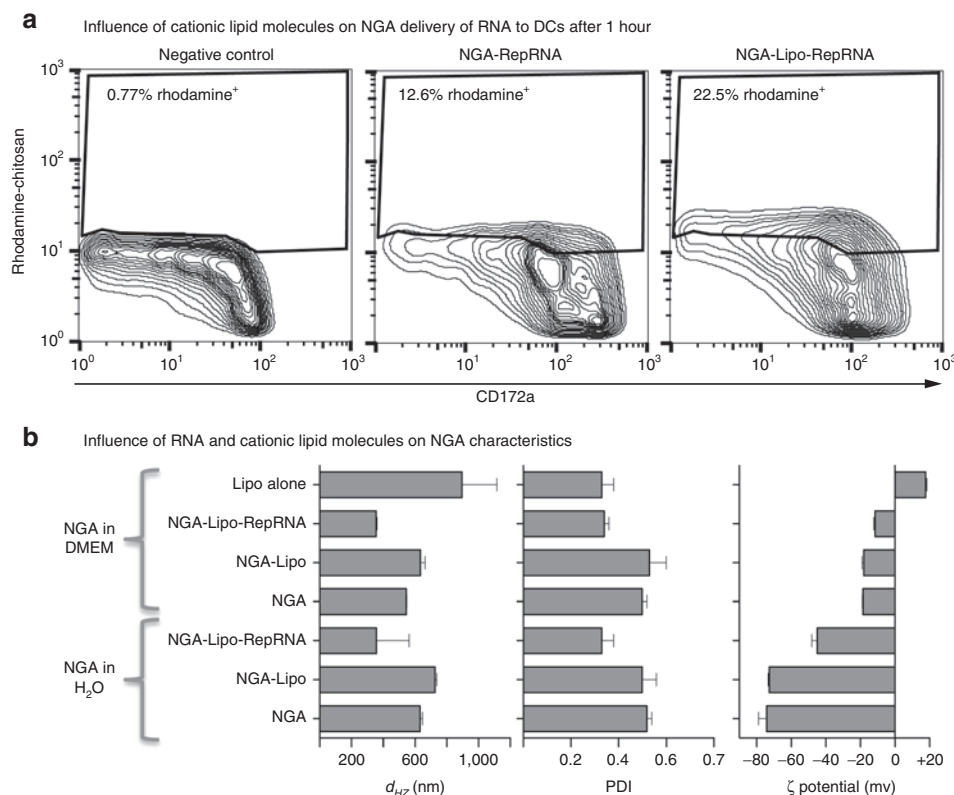 a
Influence of cationic lipid molecules on NGA delivery of RNA to DCs after 1 hour
Negative control
NGA-RepRNA
NGA-Lipo-RepRNA
0.77% rhodamine⁺
12.6% rhodamine⁺
22.5% rhodamine⁺
Rhodamine-chitosan
10³
10²
10¹
10⁰
10⁰ 10¹ 10² 10³
10¹ 10² 10³
10¹ 10² 10³
CD172a
b
Influence of RNA and cationic lipid molecules on NGA characteristics
NGA in
DMEM
Lipo alone
NGA-Lipo-RepRNA
NGA-Lipo
NGA
NGA in
H₂O
NGA-Lipo-RepRNA
NGA-Lipo
NGA
200 600 1,000
0.2 0.4 0.6 0.7
−80 −60 −40 −20 0 +20
d_HZ (nm)
PDI
ζ potential (mv)